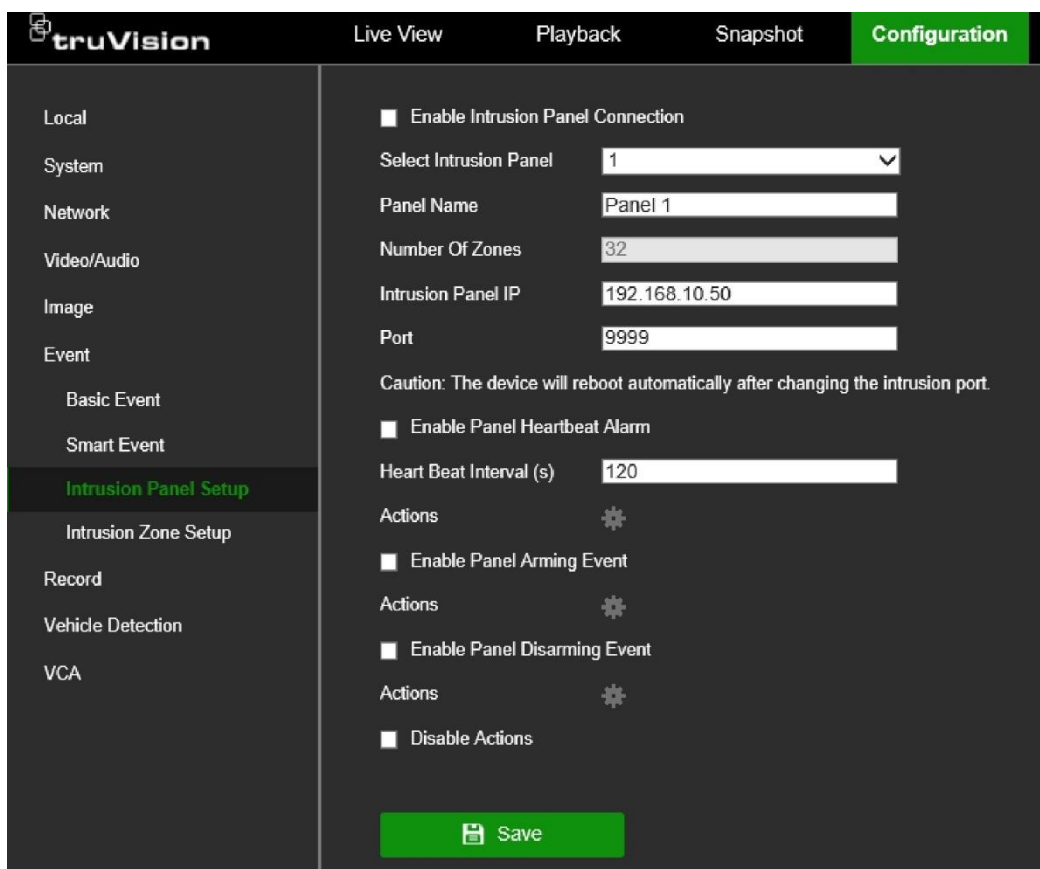 truVision
Live View
Playback
Snapshot
Configuration
Local
System
Network
Video/Audio
Image
Event
Basic Event
Smart Event
Intrusion Panel Setup
Intrusion Zone Setup
Record
Vehicle Detection
VCA
Enable Intrusion Panel Connection
Select Intrusion Panel 1
Panel Name Panel 1
Number Of Zones 32
Intrusion Panel IP 192.168.10.50
Port 9999
Caution: The device will reboot automatically after changing the intrusion port.
Enable Panel Heartbeat Alarm
Heart Beat Interval (s) 120
Actions
Enable Panel Arming Event
Actions
Enable Panel Disarming Event
Actions
Disable Actions
Save